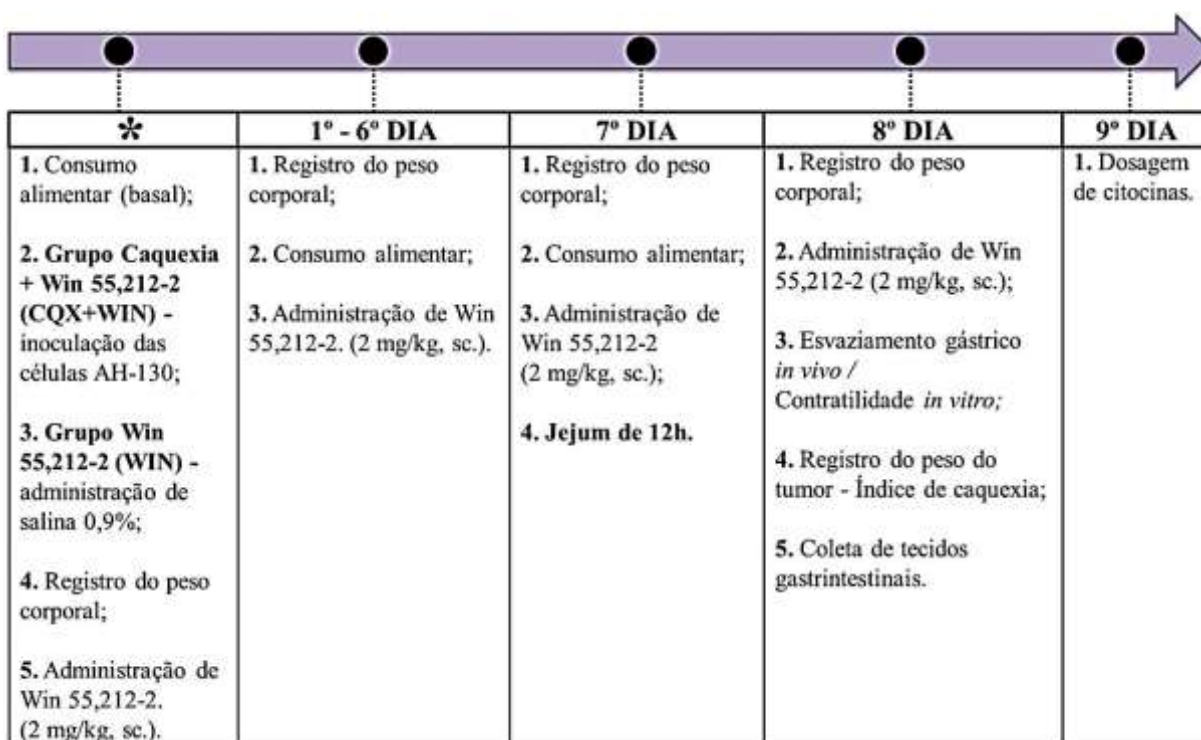 *
1º - 6º DIA
7º DIA
8º DIA
9º DIA
1. Consumo
alimentar (basal);
2. Grupo Caquexia
+ Win 55,212-2
(CQX+WIN) -
inoculação das
células AH-130;
3. Grupo Win
55,212-2 (WIN) -
administração de
salina 0,9%;
4. Registro do peso
corporal;
5. Administração de
Win 55,212-2.
(2 mg/kg, sc.).
1. Registro do peso
corporal;
2. Consumo alimentar;
3. Administração de Win
55,212-2. (2 mg/kg, sc.).
1. Registro do peso
corporal;
2. Consumo alimentar;
3. Administração de
Win 55,212-2
(2 mg/kg, sc.);
4. Jejum de 12h.
1. Registro do peso
corporal;
2. Administração de Win
55,212-2 (2 mg/kg, sc.);
3. Esvaziamento gástrico
in vivo /
Contratilidade in vitro;
4. Registro do peso do
tumor - Índice de caquexia;
5. Coleta de tecidos
gastrintestinais.
1. Dosagem
de citocinas.